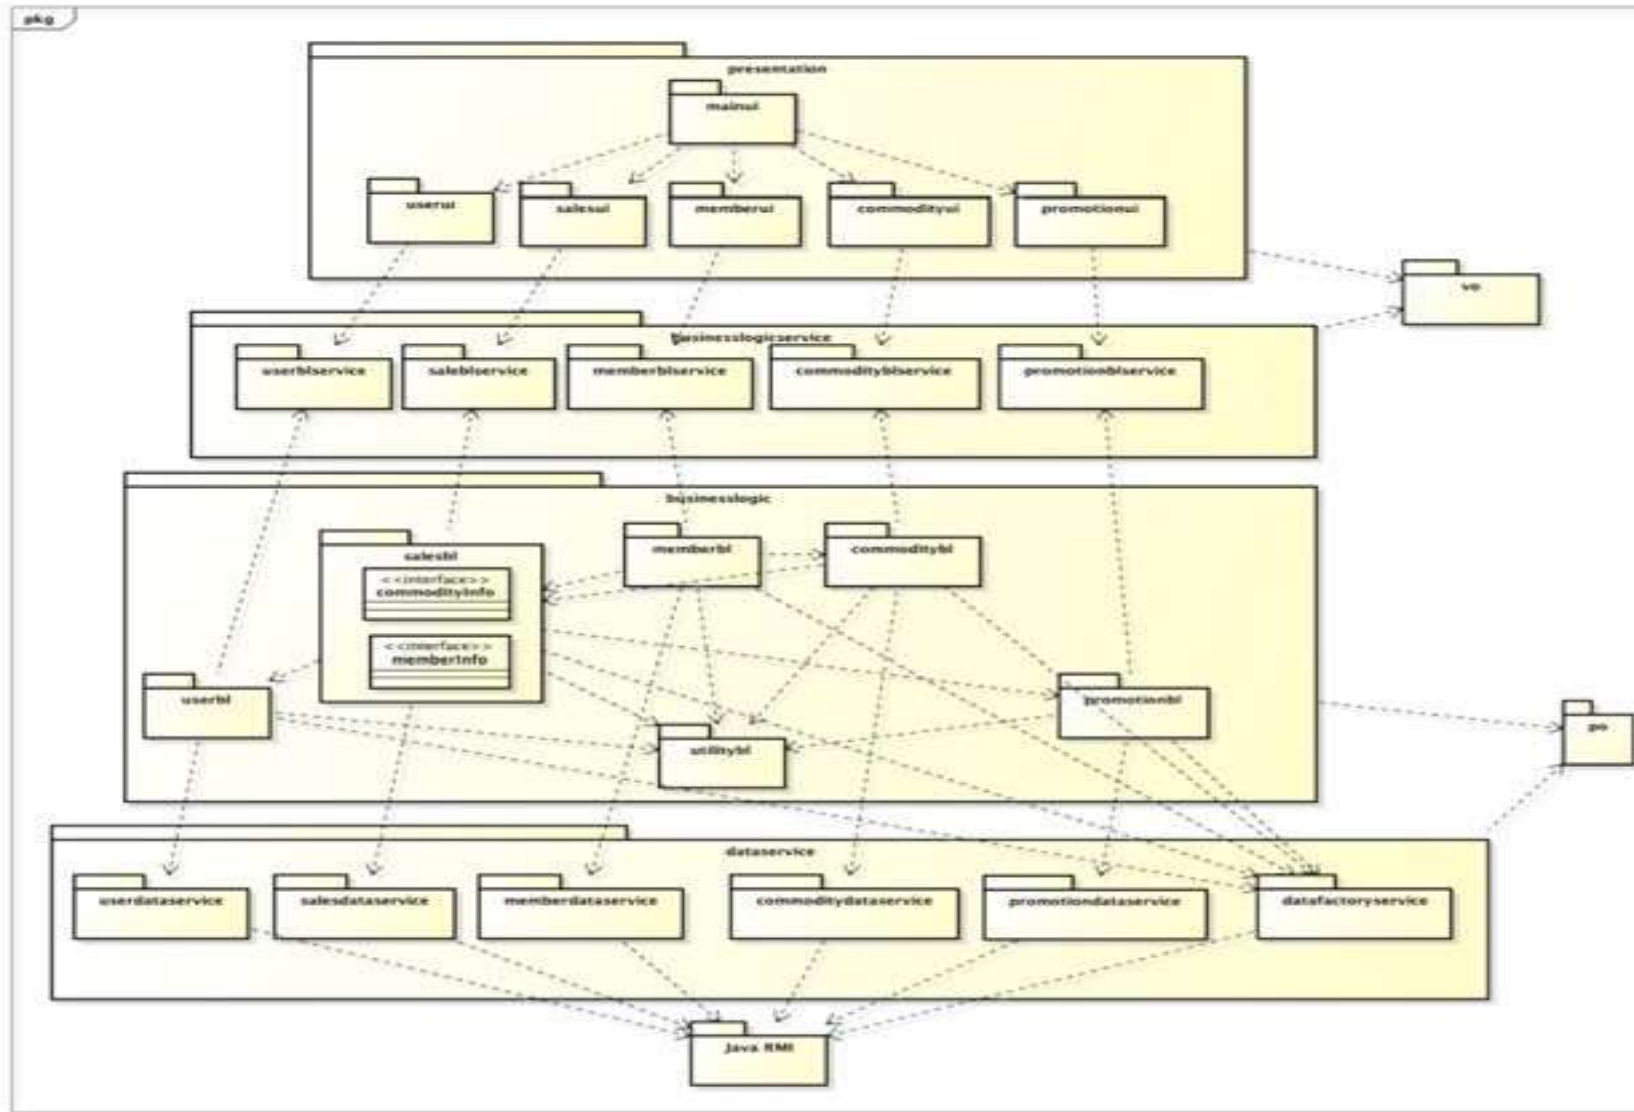 pkg
presentation
mainui
userui
salesui
memberui
commodityui
promotionui
vo
businesslogicservice
userblservice
saleblservice
memberblservice
commodityblservice
promotionblservice
businesslogic
salesbl
<<interface>>
commodityInfo
<<interface>>
memberInfo
memberbl
commoditybl
userbl
utilitybl
promotionbl
po
dataservice
userdataservice
salesdataservice
memberdataservice
commoditydataservice
promotiondataservice
datafactoryservice
Java RMI